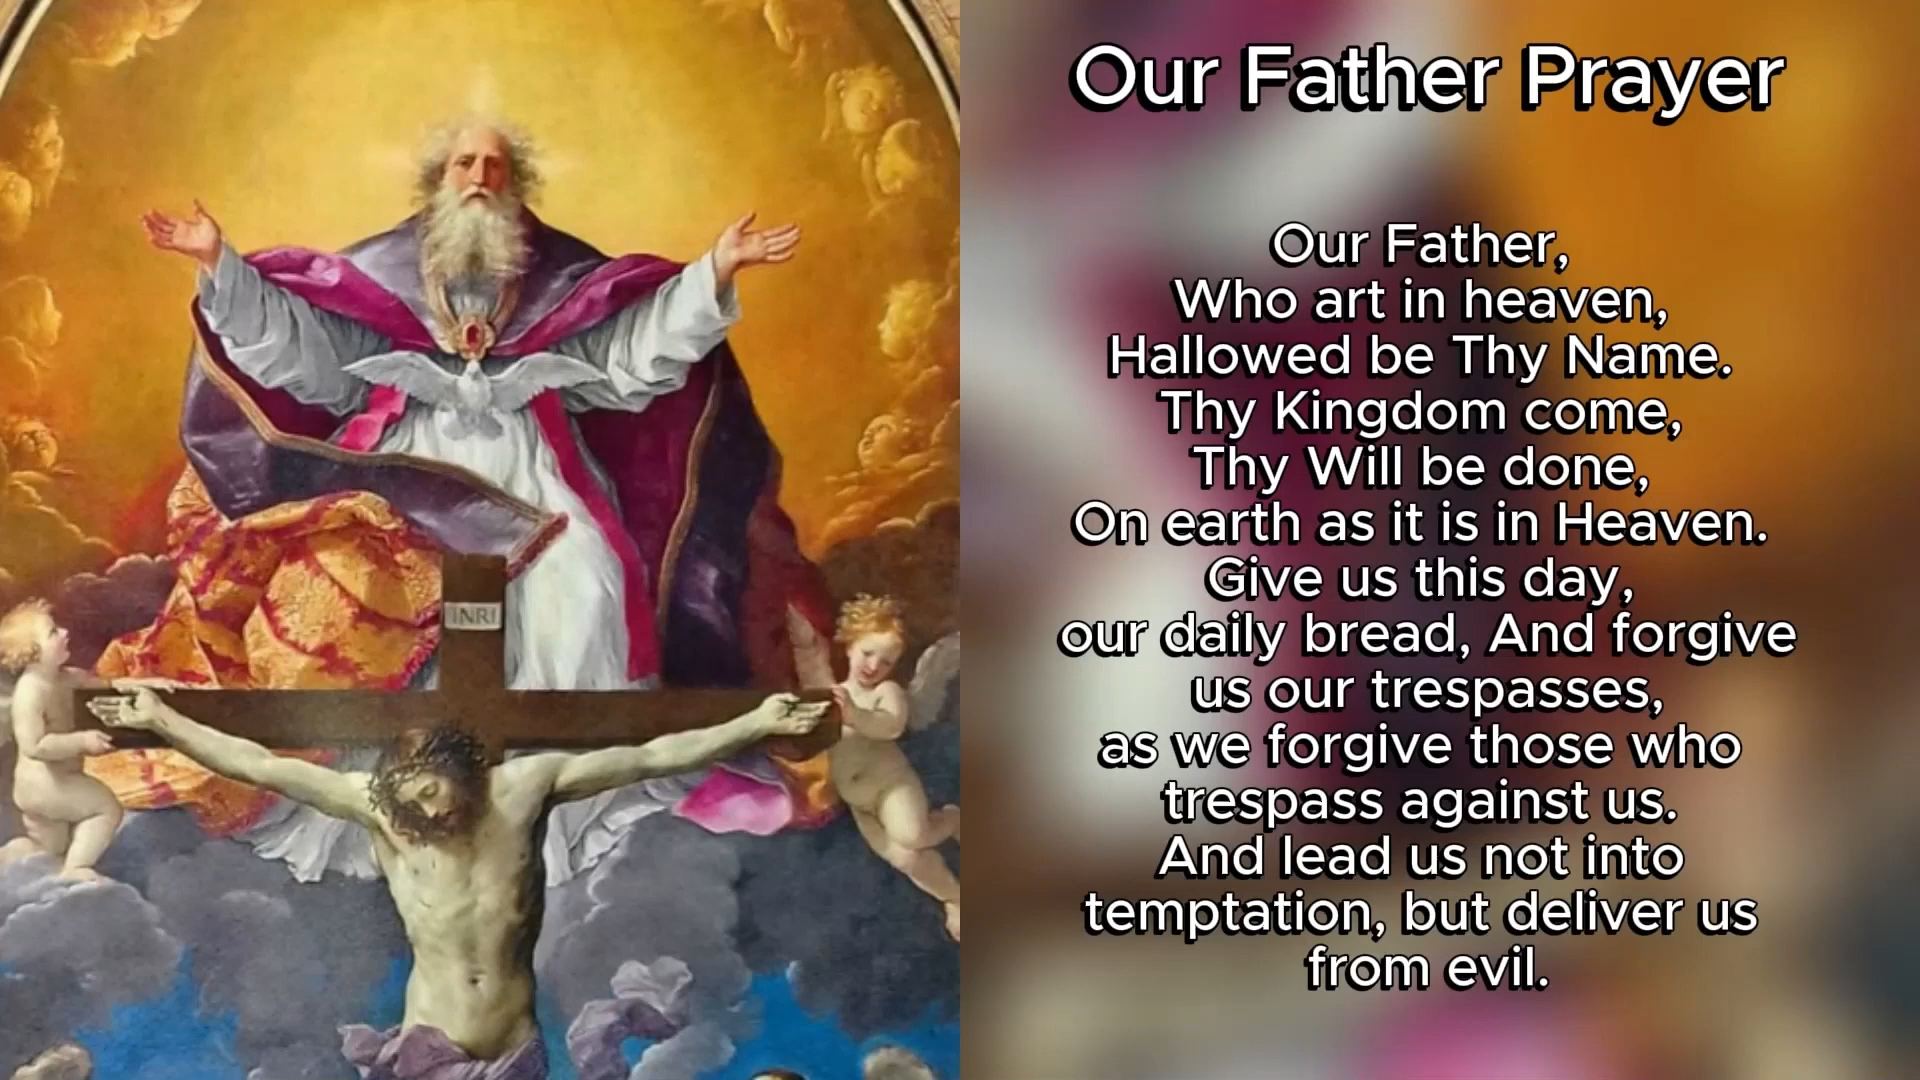 INRI
Our Father Prayer
Our Father,
Who art in heaven,
Hallowed be Thy Name.
Thy Kingdom come,
Thy Will be done,
On earth as it is in Heaven.
Give us this day,
our daily bread, And forgive
us our trespasses,
as we forgive those who
trespass against us.
And lead us not into
temptation, but deliver us
from evil.